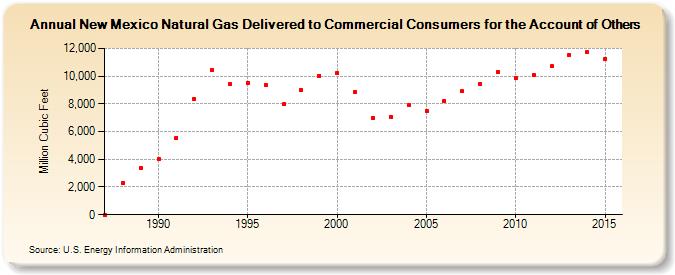 Annual New Mexico Natural Gas Delivered to Commercial Consumers for the Account of Others
Million Cubic Feet
12,000
10,000
8,000
6,000
4,000
2,000
0
1990 1995 2000 2005 2010 2015
Source: U.S. Energy Information Administration